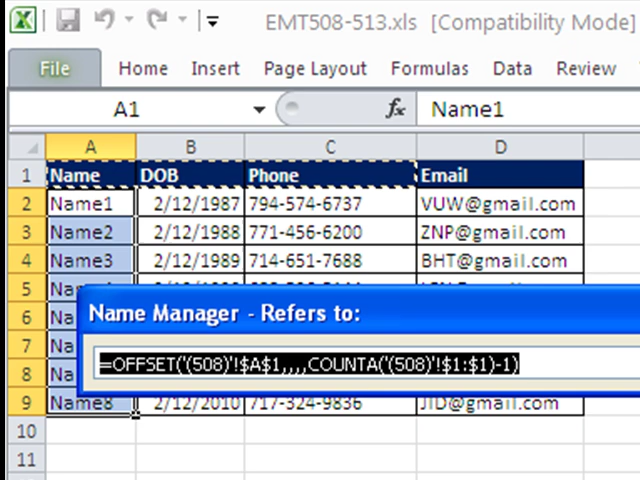 EMT508-513.xls [Compatibility Mode]
File Home Insert Page Layout Formulas Data Review
A1 fx Name1
A B C D
1 Name DOB Phone Email
2 Name1 2/12/1987 794-574-6737 VUW@gmail.com
3 Name2 2/12/1988 771-456-6200 ZNP@gmail.com
4 Name3 2/12/1989 714-651-7688 BHT@gmail.com
5
Name Manager - Refers to:
6
7
=OFFSET('(508)'!$A$1,,,,COUNTA('(508)'!$1:$1)-1)
8
9 Name8 2/12/2010 717-324-9836 JID@gmail.com
10
11